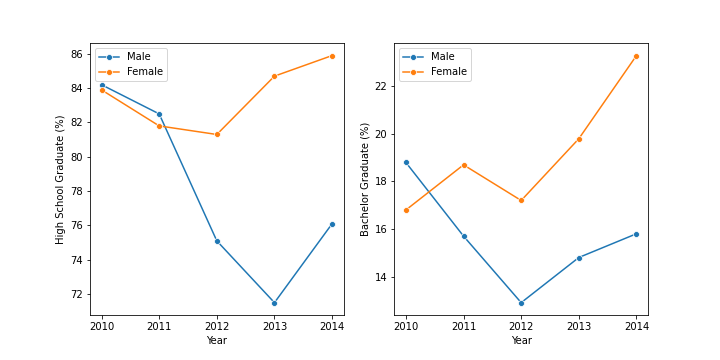 High School Graduate (%)
86
84
82
80
78
76
74
72
Male
Female
2010 2011 2012 2013 2014
Year
Bachelor Graduate (%)
22
20
18
16
14
Male
Female
2010 2011 2012 2013 2014
Year